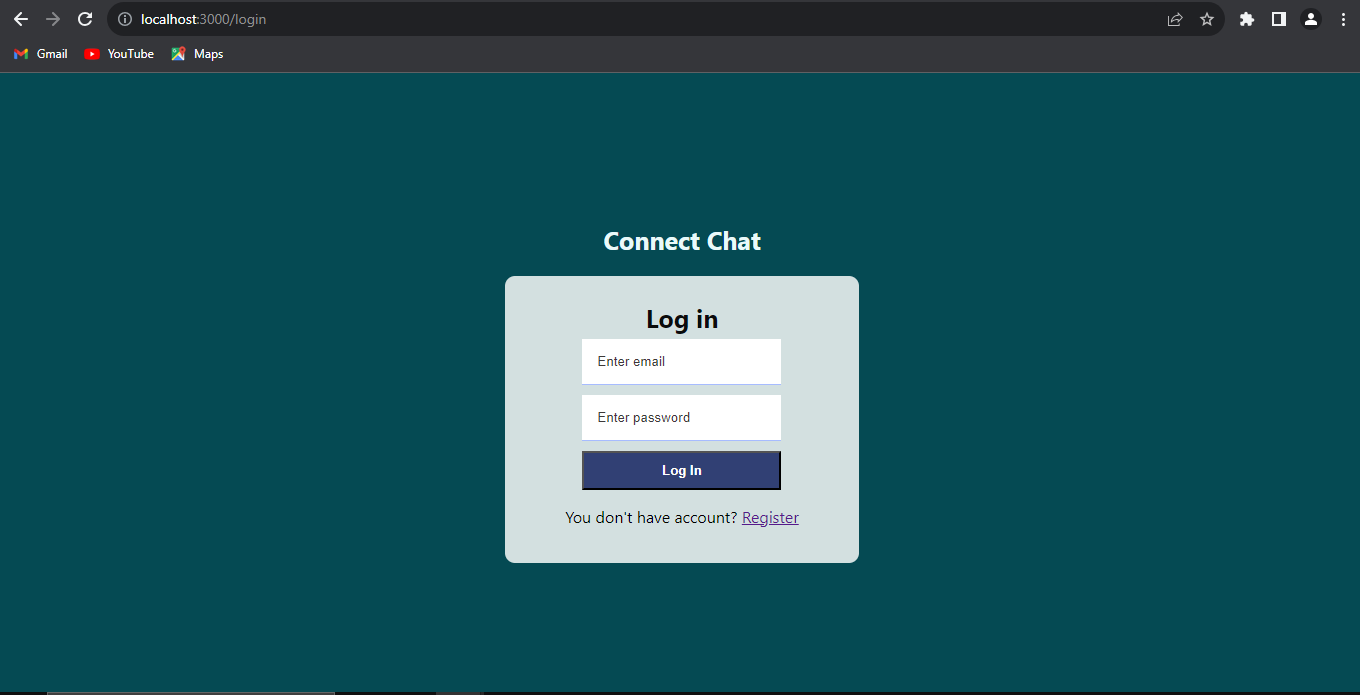 localhost:3000/login
Gmail YouTube Maps
Connect Chat
Log in
Enter email
Enter password
Log In
You don't have account? Register